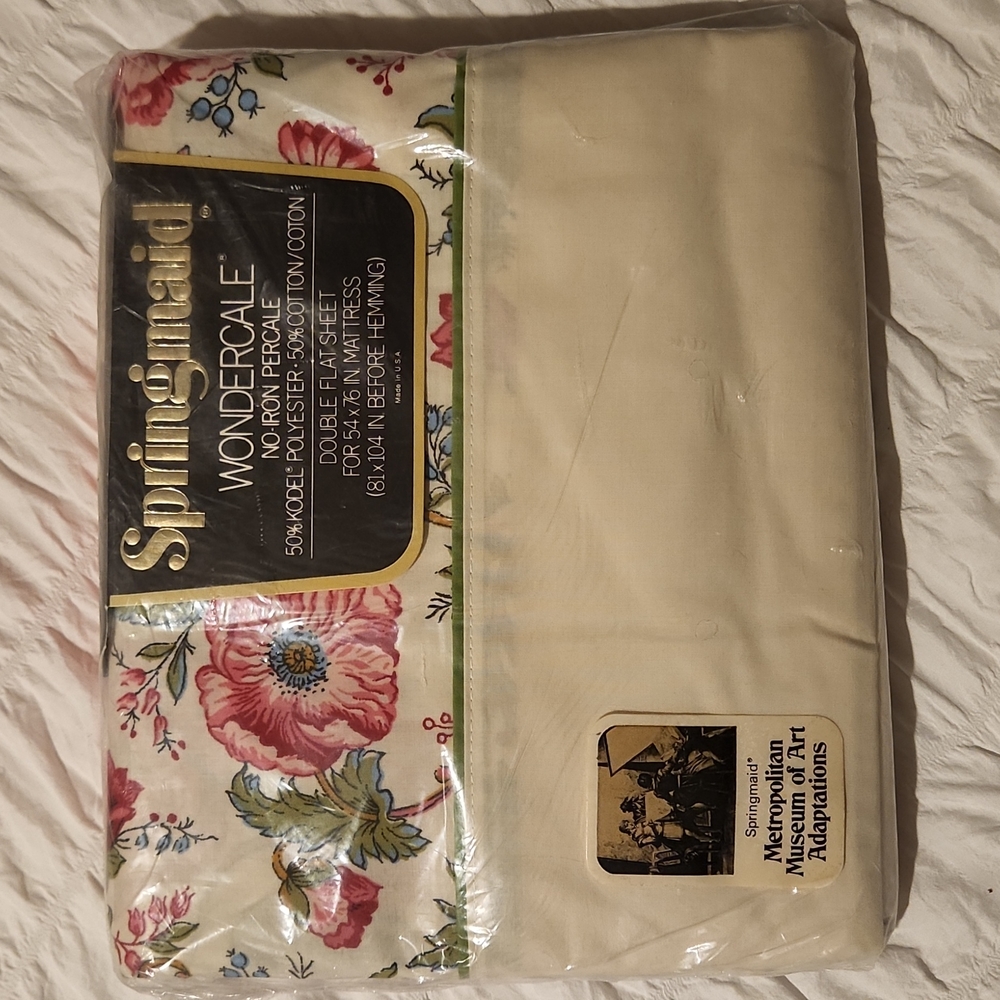 Springmaid®
WONDERCALE®
NO-IRON PERCALE
50% KODEL® POLYESTER · 50% COTTON/COTON
DOUBLE FLAT SHEET
FOR 54 x 76 IN. MATTRESS
(81 x 104 IN. BEFORE HEMMING)
Made in U.S.A.
Springmaid®
Metropolitan
Museum of Art
Adaptations